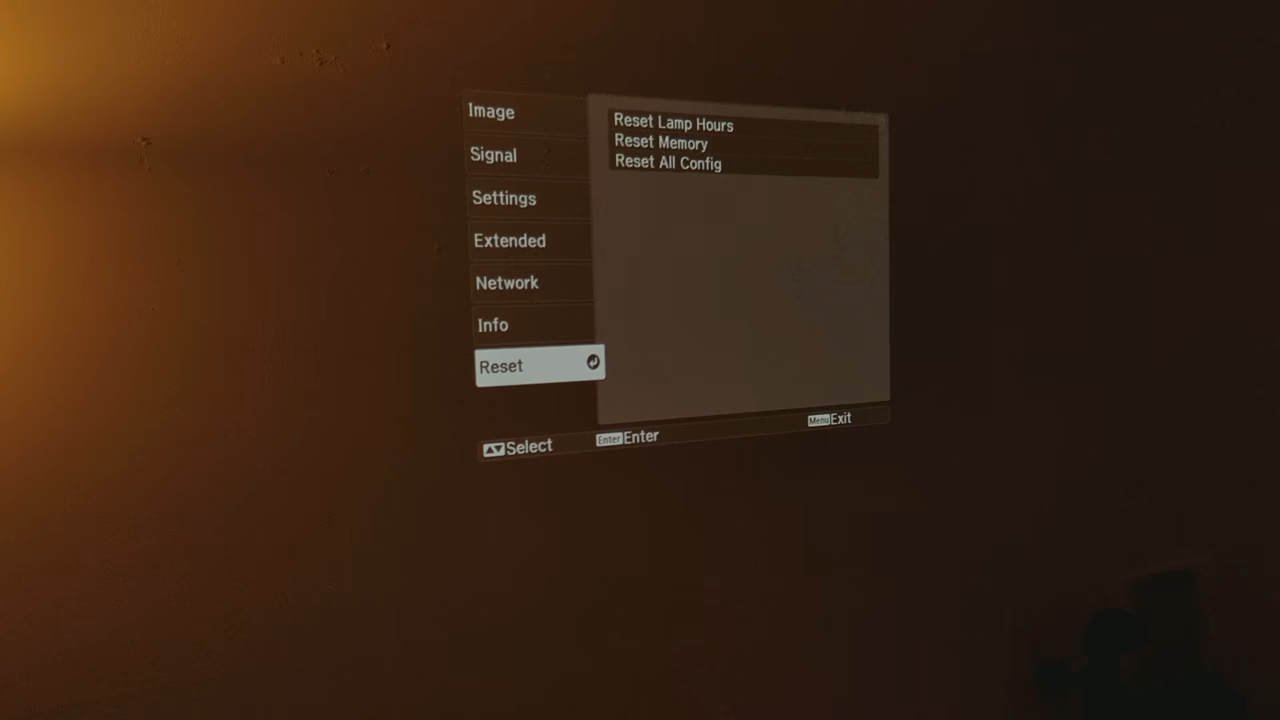 Image
Signal
Settings
Extended
Network
Info
Reset
Reset Lamp Hours
Reset Memory
Reset All Config
Select
Enter Enter
Menu Exit